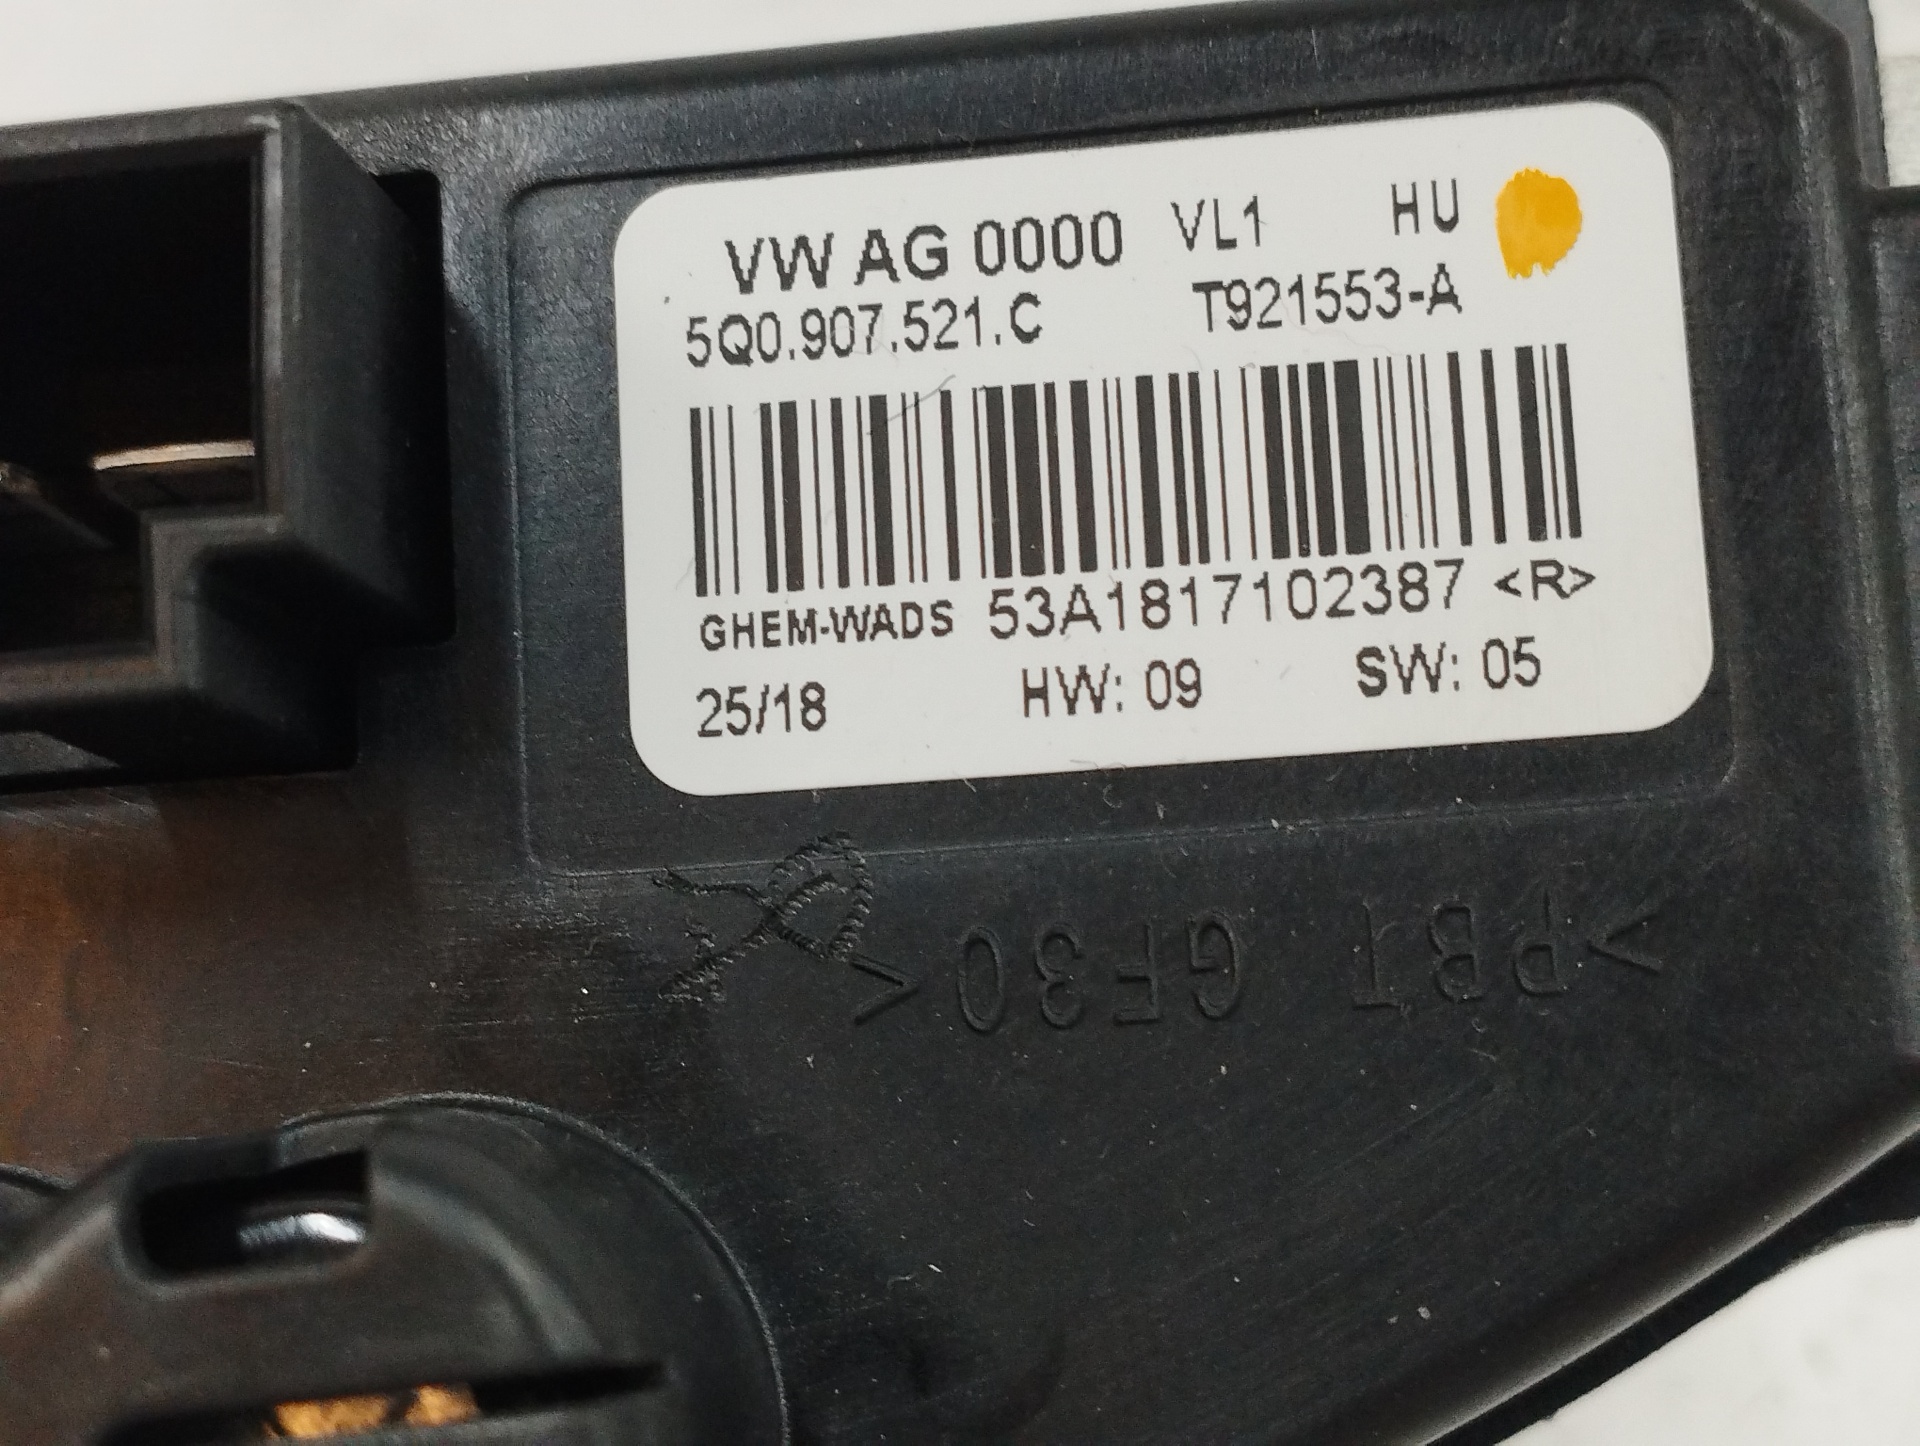 VW AG 0000 VL1 HU
5Q0.907.521.C T921553-A
GHEM-WADS 53A1817102387 <R>
25/18 HW: 09 SW: 05
>PBT GF30<